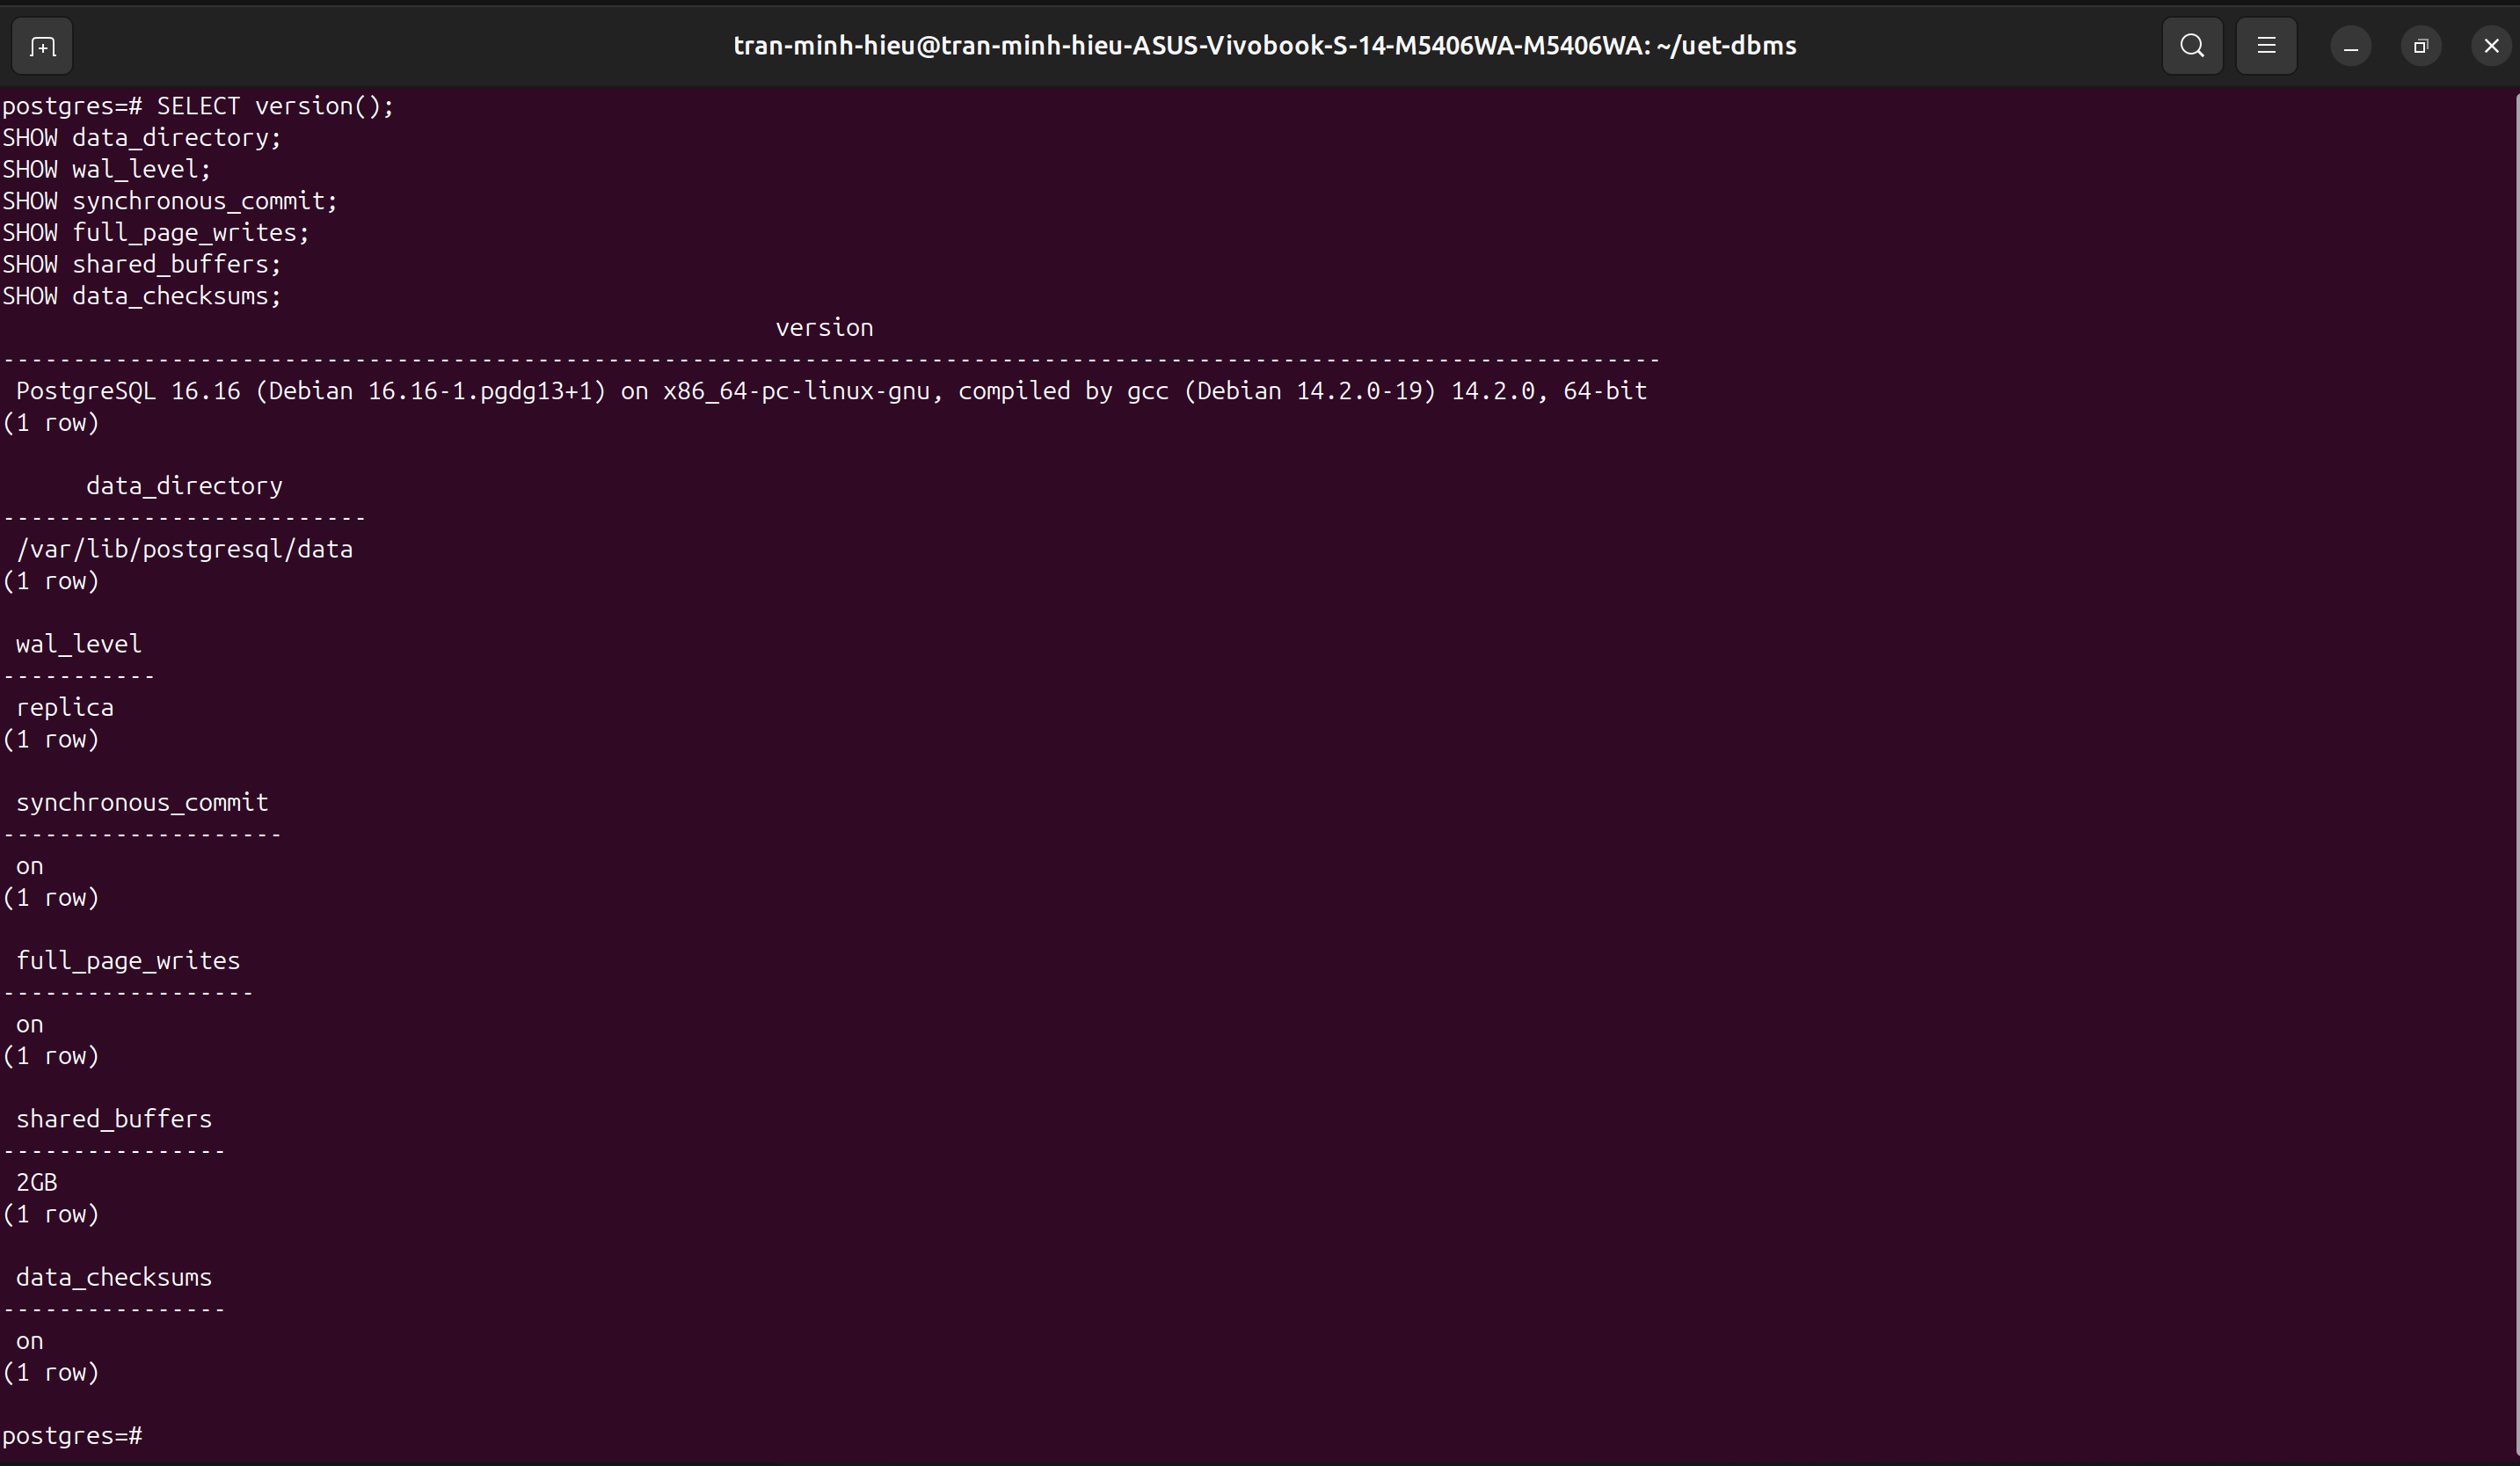 tran-minh-hieu@tran-minh-hieu-ASUS-Vivobook-S-14-M5406WA-M5406WA: ~/uet-dbms
postgres=# SELECT version();
SHOW data_directory;
SHOW wal_level;
SHOW synchronous_commit;
SHOW full_page_writes;
SHOW shared_buffers;
SHOW data_checksums;
version
----------------------------------------------------------------------------------------------------------------------
PostgreSQL 16.16 (Debian 16.16-1.pgdg13+1) on x86_64-pc-linux-gnu, compiled by gcc (Debian 14.2.0-19) 14.2.0, 64-bit
(1 row)
data_directory
--------------------------
/var/lib/postgresql/data
(1 row)
wal_level
-----------
replica
(1 row)
synchronous_commit
--------------------
on
(1 row)
full_page_writes
------------------
on
(1 row)
shared_buffers
----------------
2GB
(1 row)
data_checksums
----------------
on
(1 row)
postgres=#